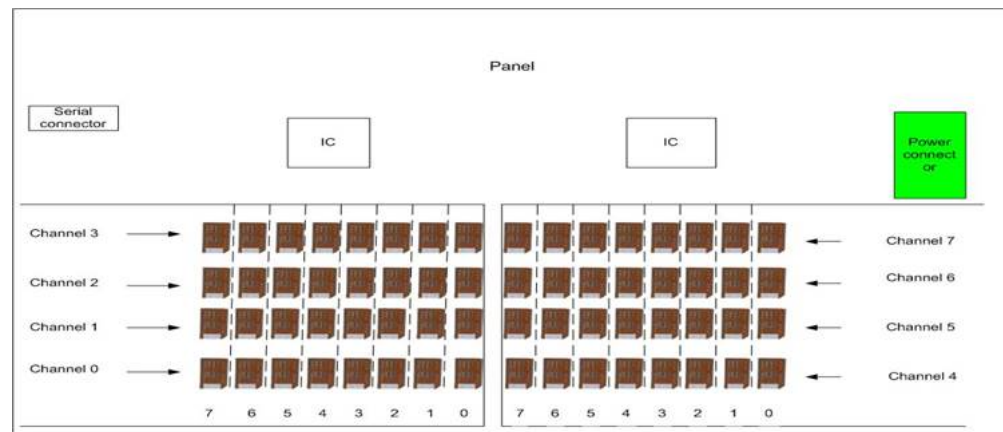 Panel
Serial
connector
IC
IC
Power
connect
or
Channel 3
Channel 7
Channel 2
Channel 6
Channel 1
Channel 5
Channel 0
Channel 4
7 6 5 4 3 2 1 0
7 6 5 4 3 2 1 0